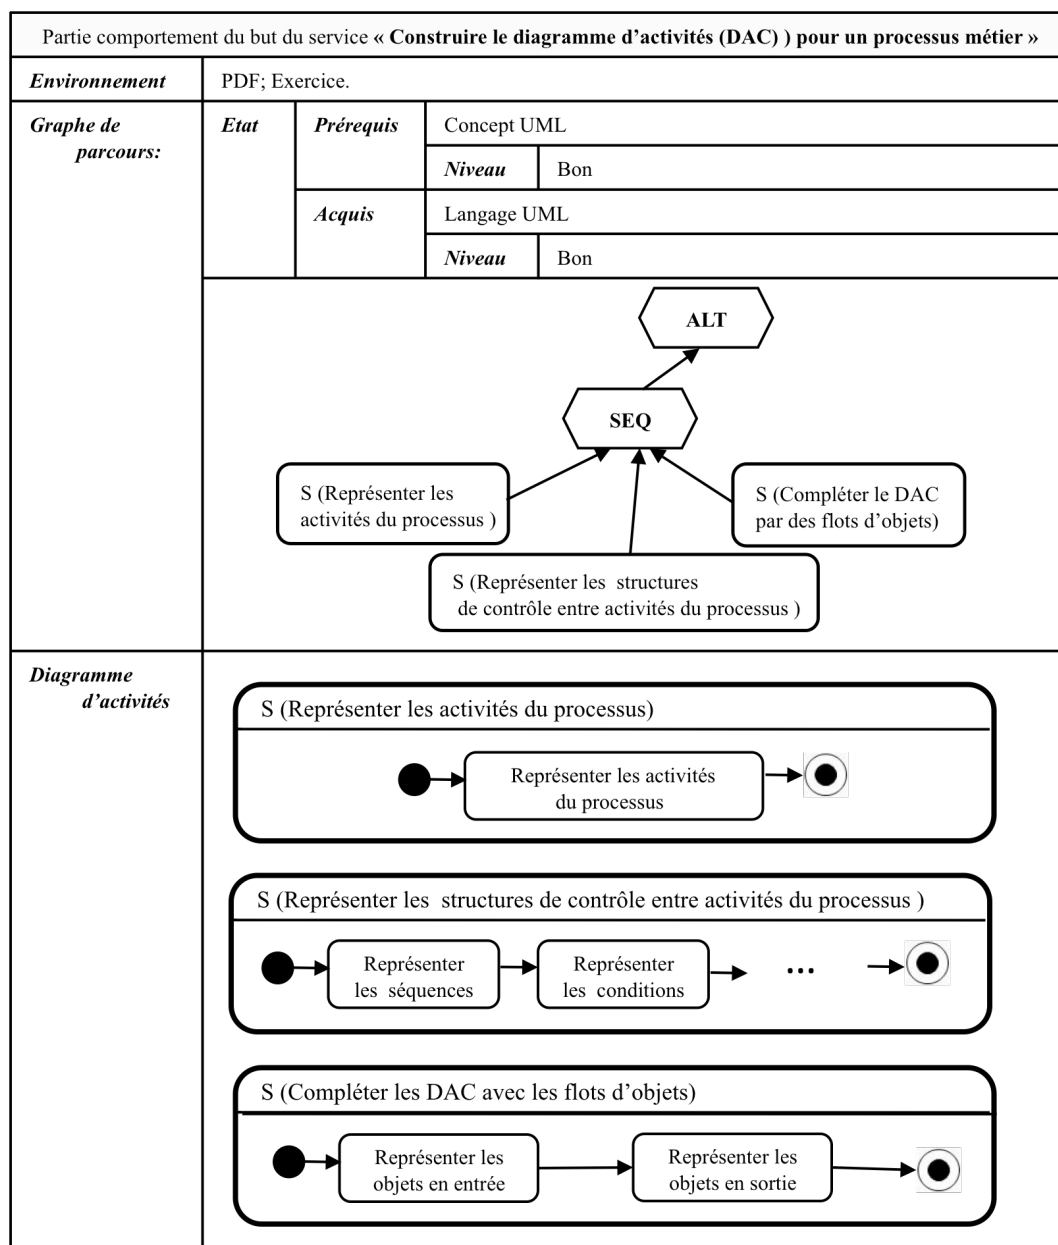 Partie comportement du but du service « Construire le diagramme d’activités (DAC) ) pour un processus métier »
Environnement
PDF; Exercice.
Graphe de
parcours:
Etat
Prérequis
Concept UML
Niveau
Bon
Acquis
Langage UML
Niveau
Bon
ALT
SEQ
S (Représenter les
activités du processus )
S (Compléter le DAC
par des flots d’objets)
S (Représenter les structures
de contrôle entre activités du processus )
Diagramme
d’activités
S (Représenter les activités du processus)
Représenter les activités
du processus
S (Représenter les structures de contrôle entre activités du processus )
Représenter
les séquences
Représenter
les conditions
...
S (Compléter les DAC avec les flots d’objets)
Représenter les
objets en entrée
Représenter les
objets en sortie